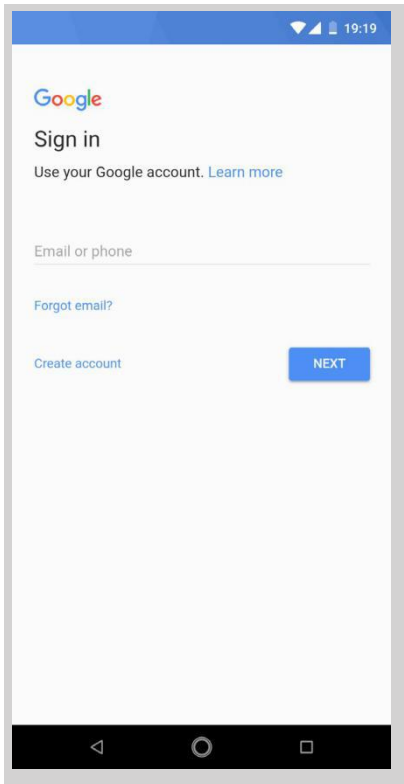 19:19
Google
Sign in
Use your Google account. Learn more
Email or phone
Forgot email?
Create account
NEXT